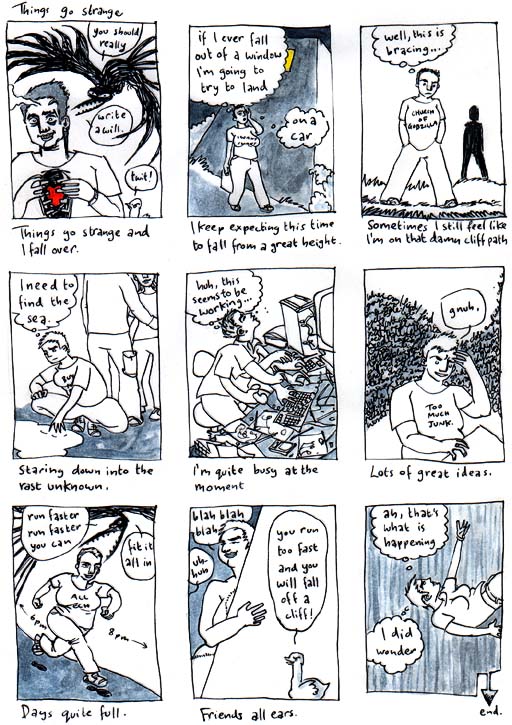 Things go strange
you should
really
write
a will.
twit!
Things go strange and
I fall over.
if I ever fall
out of a window
I'm going to
try to land
on a
car
I keep expecting this time
to fall from a great height.
well, this is
bracing...
CHURCH
OF
GODZILLA
Sometimes I still feel like
I'm on that damn cliff path
I need to
find the
sea.
Staring down into the
vast unknown.
huh, this
seems to be
working...
I'm quite busy at the
moment
gnuh.
TOO
MUCH
JUNK.
Lots of great ideas.
run faster
run faster
you can
fit it
all in
ALL
ECH
6pm
8pm
Days quite full.
blah blah
blah
uh-
huh
you run
too fast
and you
will fall
off a
cliff!
Friends all ears.
ah, that's
what is
happening
I did
wonder
end.